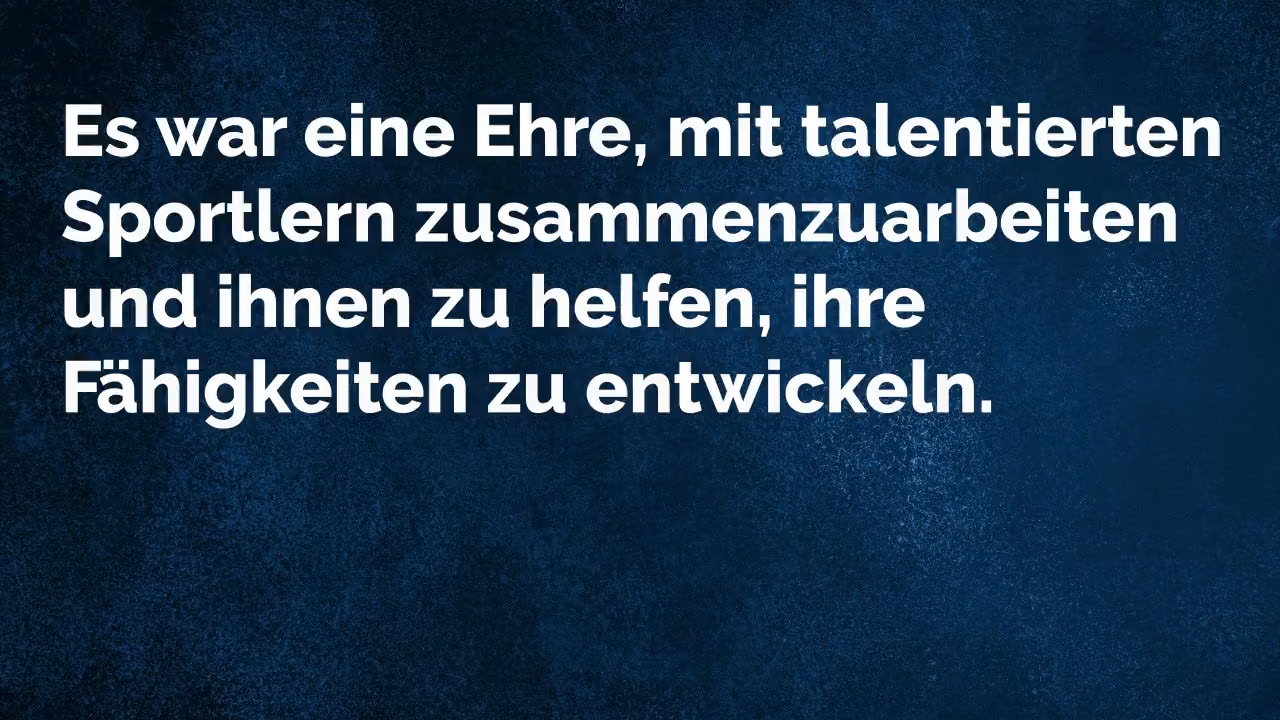 Es war eine Ehre, mit talentierten
Sportlern zusammenzuarbeiten
und ihnen zu helfen, ihre
Fähigkeiten zu entwickeln.